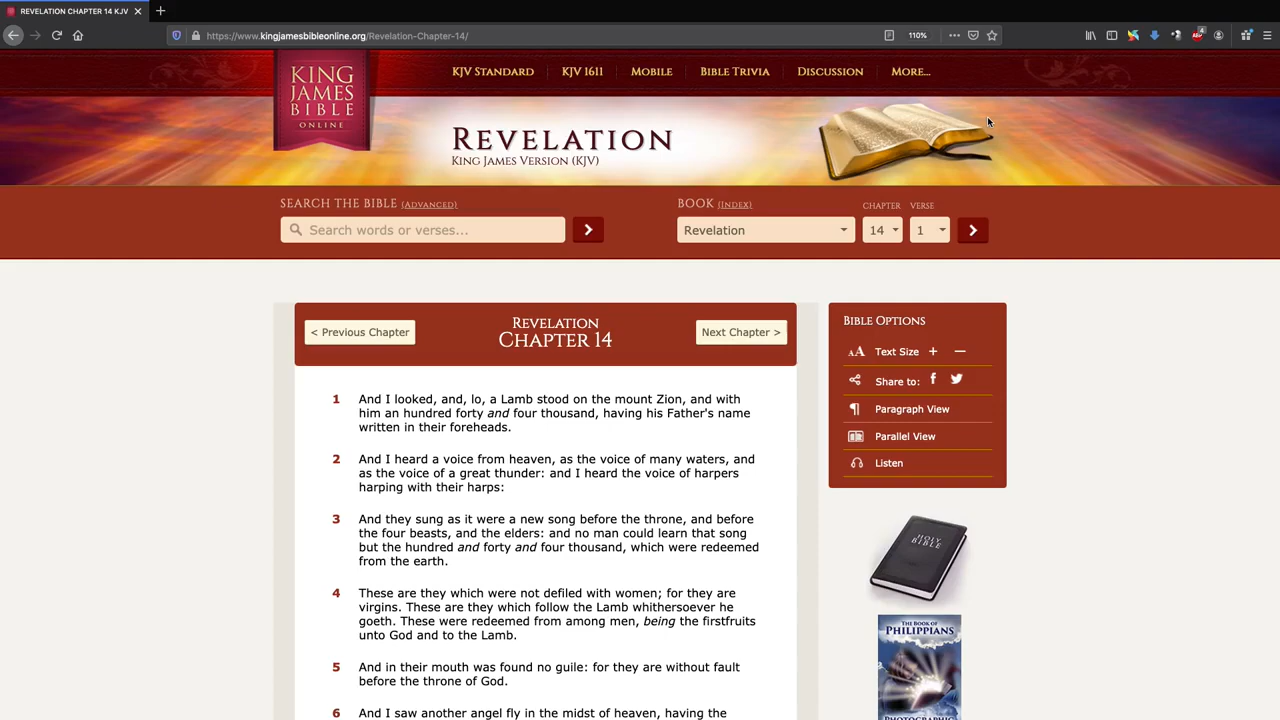 REVELATION CHAPTER 14 KJV
https://www.kingjamesbibleonline.org/Revelation-Chapter-14/
110%
KING
JAMES
BIBLE
ONLINE
KJV STANDARD
KJV 1611
MOBILE
BIBLE TRIVIA
DISCUSSION
MORE...
REVELATION
KING JAMES VERSION (KJV)
SEARCH THE BIBLE (ADVANCED)
Search words or verses...
BOOK (INDEX)
CHAPTER
VERSE
Revelation
14
1
< Previous Chapter
REVELATION
CHAPTER 14
Next Chapter >
1 And I looked, and, lo, a Lamb stood on the mount Zion, and with
him an hundred forty and four thousand, having his Father's name
written in their foreheads.
2 And I heard a voice from heaven, as the voice of many waters, and
as the voice of a great thunder: and I heard the voice of harpers
harping with their harps:
3 And they sung as it were a new song before the throne, and before
the four beasts, and the elders: and no man could learn that song
but the hundred and forty and four thousand, which were redeemed
from the earth.
4 These are they which were not defiled with women; for they are
virgins. These are they which follow the Lamb whithersoever he
goeth. These were redeemed from among men, being the firstfruits
unto God and to the Lamb.
5 And in their mouth was found no guile: for they are without fault
before the throne of God.
6 And I saw another angel fly in the midst of heaven, having the
BIBLE OPTIONS
AA Text Size + −
Share to:
Paragraph View
Parallel View
Listen
HOLY
BIBLE
THE BOOK OF
PHILIPPIANS
PHOTOGRAPHIC